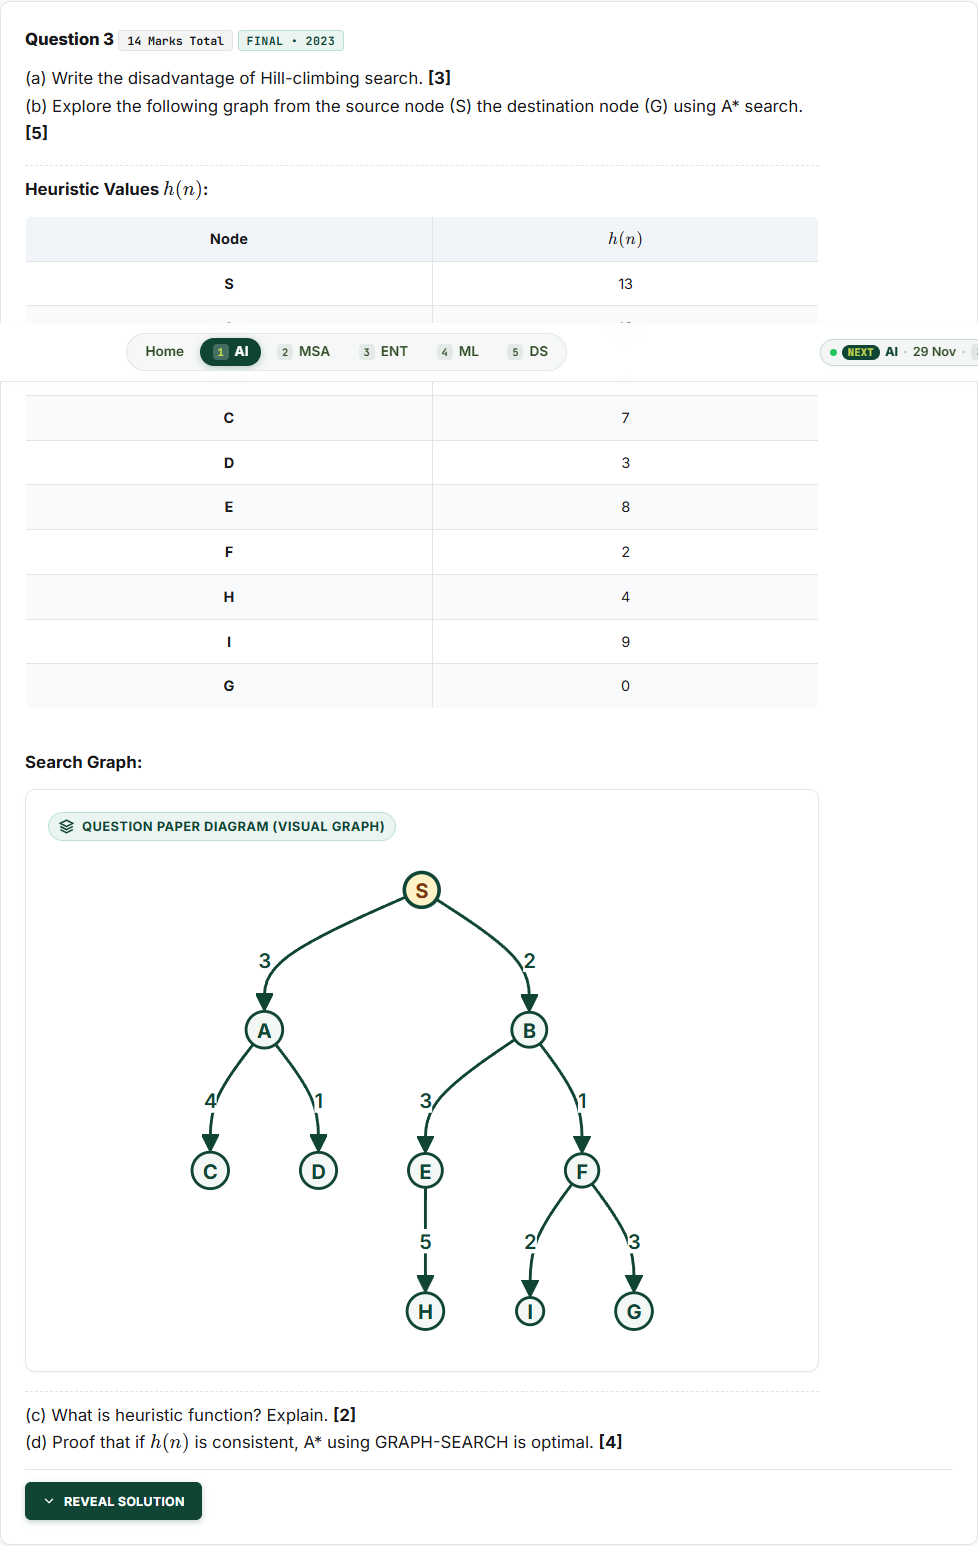 Question 3 14 Marks Total FINAL • 2023
(a) Write the disadvantage of Hill-climbing search. [3]
(b) Explore the following graph from the source node (S) the destination node (G) using A* search.
[5]
Heuristic Values h(n):
Node h(n)
S 13
Home 1 AI 2 MSA 3 ENT 4 ML 5 DS NEXT AI · 29 Nov ·
C 7
D 3
E 8
F 2
H 4
I 9
G 0
Search Graph:
QUESTION PAPER DIAGRAM (VISUAL GRAPH)
S
3 2
A B
4 1 3 1
C D E F
5 2 3
H I G
(c) What is heuristic function? Explain. [2]
(d) Proof that if h(n) is consistent, A* using GRAPH-SEARCH is optimal. [4]
REVEAL SOLUTION